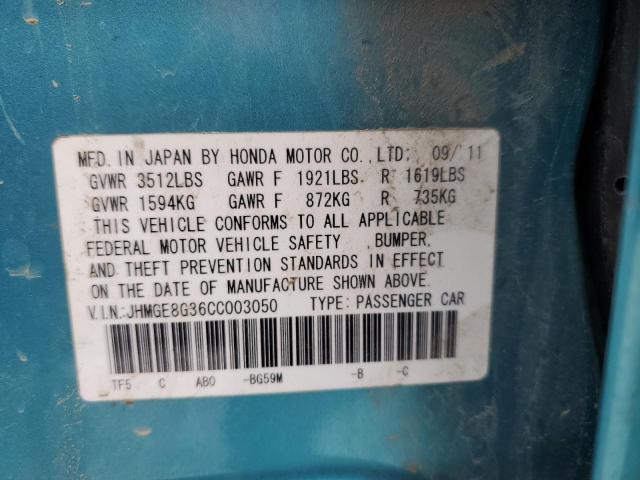 MFD. IN JAPAN BY HONDA MOTOR CO.,LTD: 09/ 11
GVWR 3512LBS GAWR F 1921LBS R 1619LBS
GVWR 1594KG GAWR F 872KG R 735KG
THIS VEHICLE CONFORMS TO ALL APPLICABLE
FEDERAL MOTOR VEHICLE SAFETY ,BUMPER,
AND THEFT PREVENTION STANDARDS IN EFFECT
ON THE DATE OF MANUFACTURE SHOWN ABOVE.
V.I.N.:JHMGE8G36CC003050 TYPE: PASSENGER CAR
TF5 C AB0 -BG59M -B -C